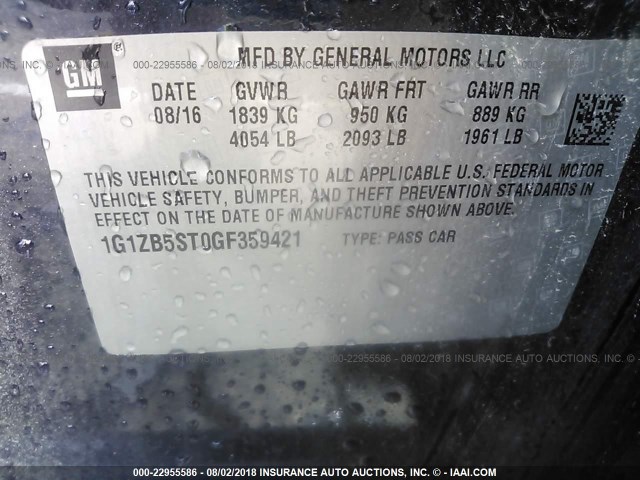 GM ®
MFD BY GENERAL MOTORS LLC
000-22955586 - 08/02/2018 INSURANCE AUTO AUCTIONS, INC. - © IAAI
DATE GVWR GAWR FRT GAWR RR
08/16 1839 KG 950 KG 889 KG
4054 LB 2093 LB 1961 LB
THIS VEHICLE CONFORMS TO ALL APPLICABLE U.S. FEDERAL MOTOR
VEHICLE SAFETY, BUMPER, AND THEFT PREVENTION STANDARDS IN
EFFECT ON THE DATE OF MANUFACTURE SHOWN ABOVE.
1G1ZB5ST0GF359421 TYPE: PASS CAR
000-22955586 - 08/02/2018 INSURANCE AUTO AUCTIONS, INC. - © IAAI
000-22955586 - 08/02/2018 INSURANCE AUTO AUCTIONS, INC. - © IAAI.COM